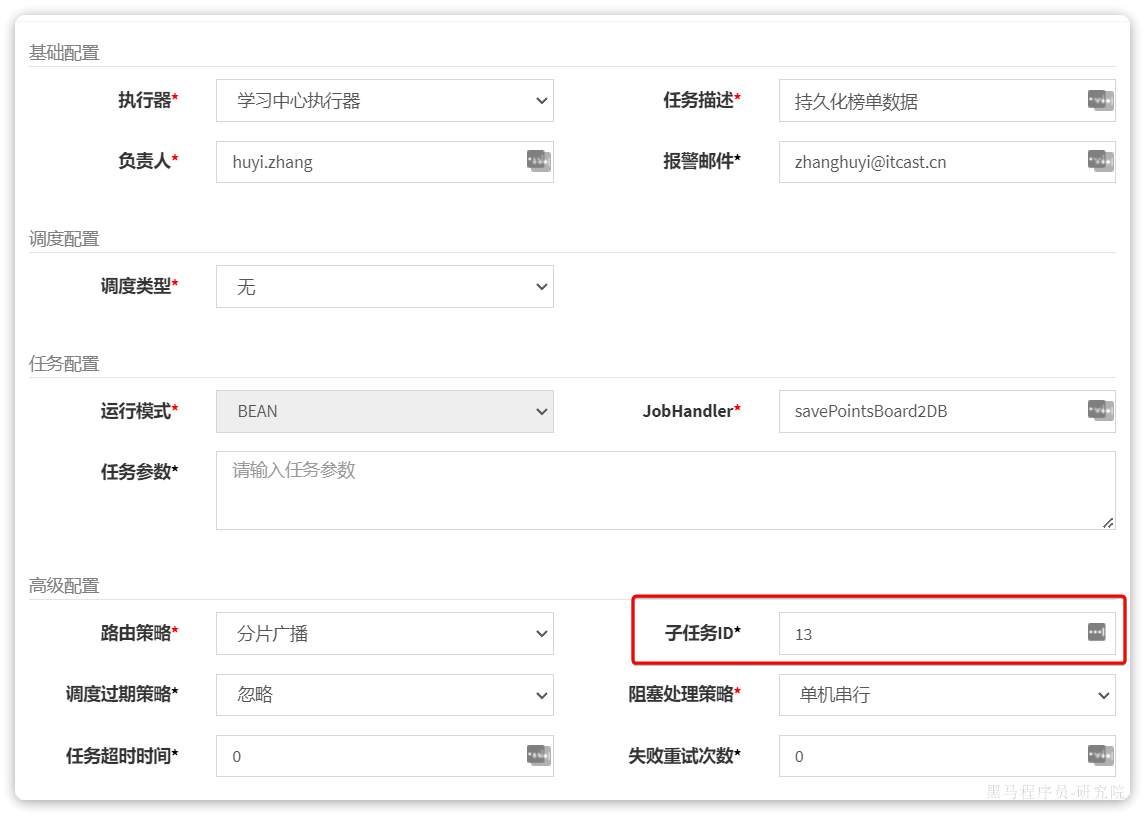 基础配置
执行器* 学习中心执行器 任务描述* 持久化榜单数据
负责人* huyi.zhang 报警邮件* zhanghuyi@itcast.cn
调度配置
调度类型* 无
任务配置
运行模式* BEAN JobHandler* savePointsBoard2DB
任务参数* 请输入任务参数
高级配置
路由策略* 分片广播 子任务ID* 13
调度过期策略* 忽略 阻塞处理策略* 单机串行
任务超时时间* 0 失败重试次数* 0
黑马程序员-研究院